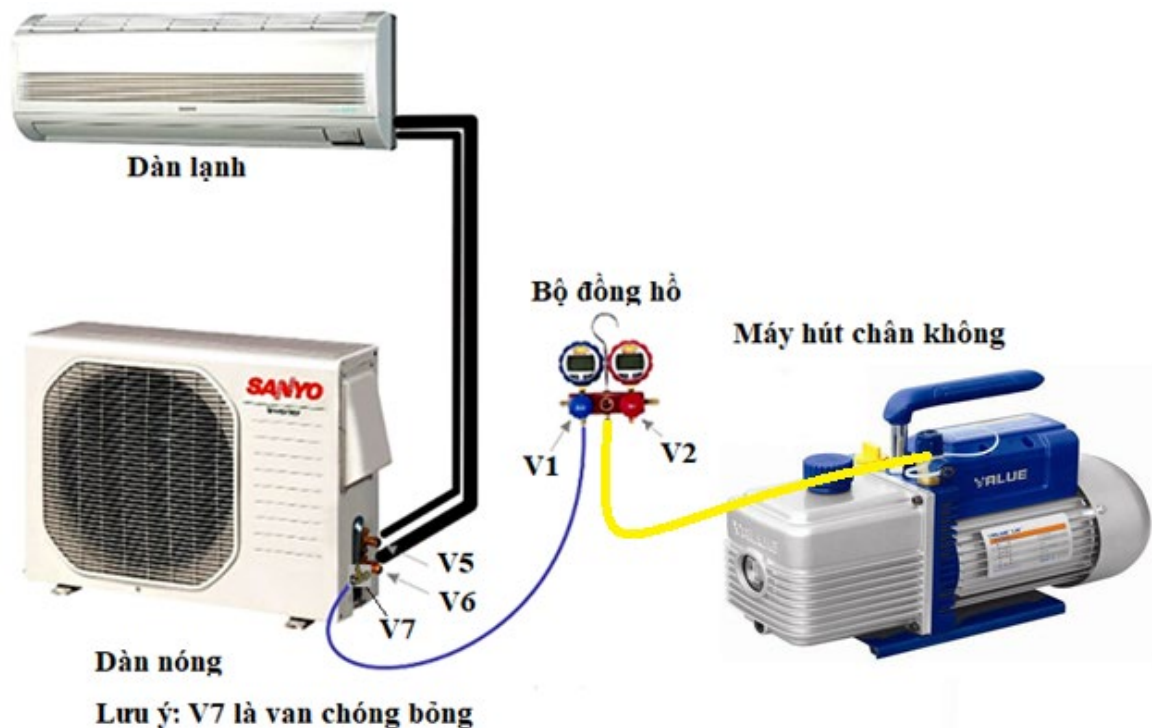 Dàn lạnh
Bộ đồng hồ
Máy hút chân không
SANYO
V1
V2
VALUE
V5
V6
V7
Dàn nóng
Lưu ý: V7 là van chóng bỏng